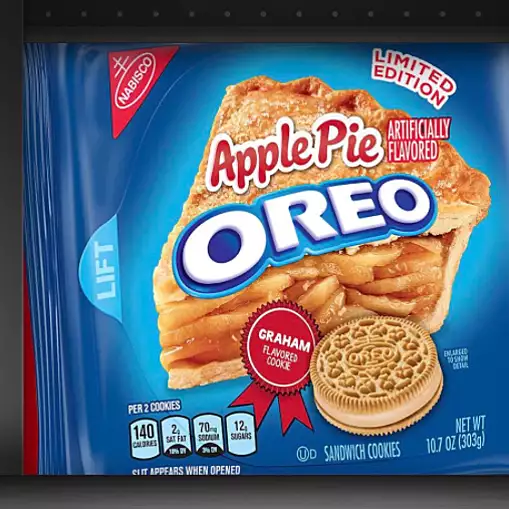 NABISCO
LIMITED
EDITION
Apple Pie
ARTIFICIALLY
FLAVORED
OREO
LIFT
GRAHAM
FLAVORED
COOKIE
OREO
ENLARGED
TO SHOW
DETAIL
PER 2 COOKIES
140
CALORIES
2g
SAT FAT
10% DV
70mg
SODIUM
3% DV
12g
SUGARS
NET WT
10.7 OZ (303g)
UD SANDWICH COOKIES
SLIT APPEARS WHEN OPENED